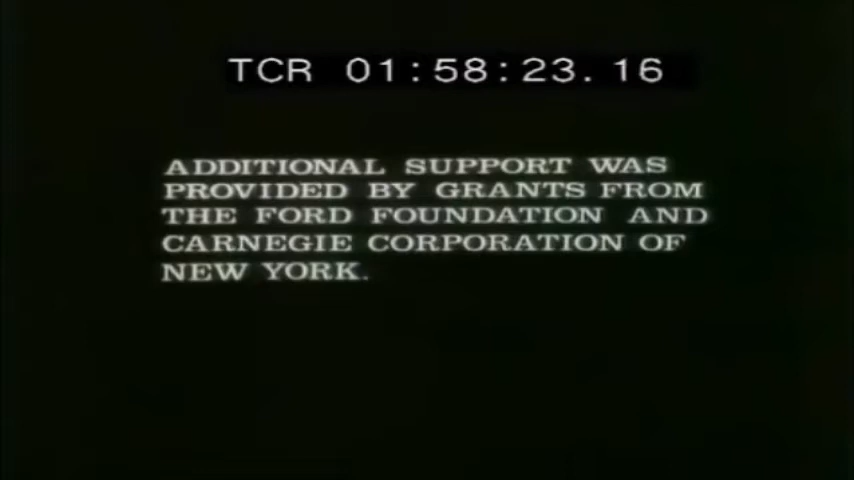 TCR 01:58:23.16
ADDITIONAL SUPPORT WAS
PROVIDED BY GRANTS FROM
THE FORD FOUNDATION AND
CARNEGIE CORPORATION OF
NEW YORK.